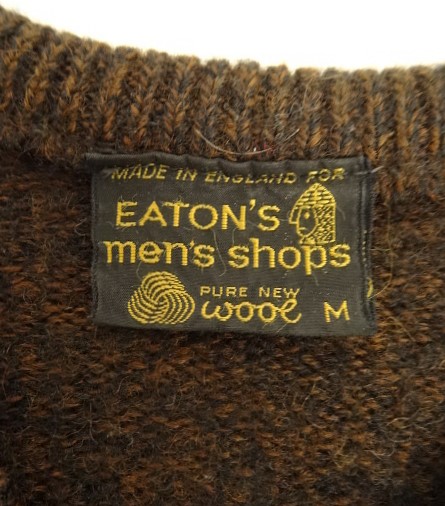 MADE IN ENGLAND FOR
EATON'S
men's shops
PURE NEW
wool M